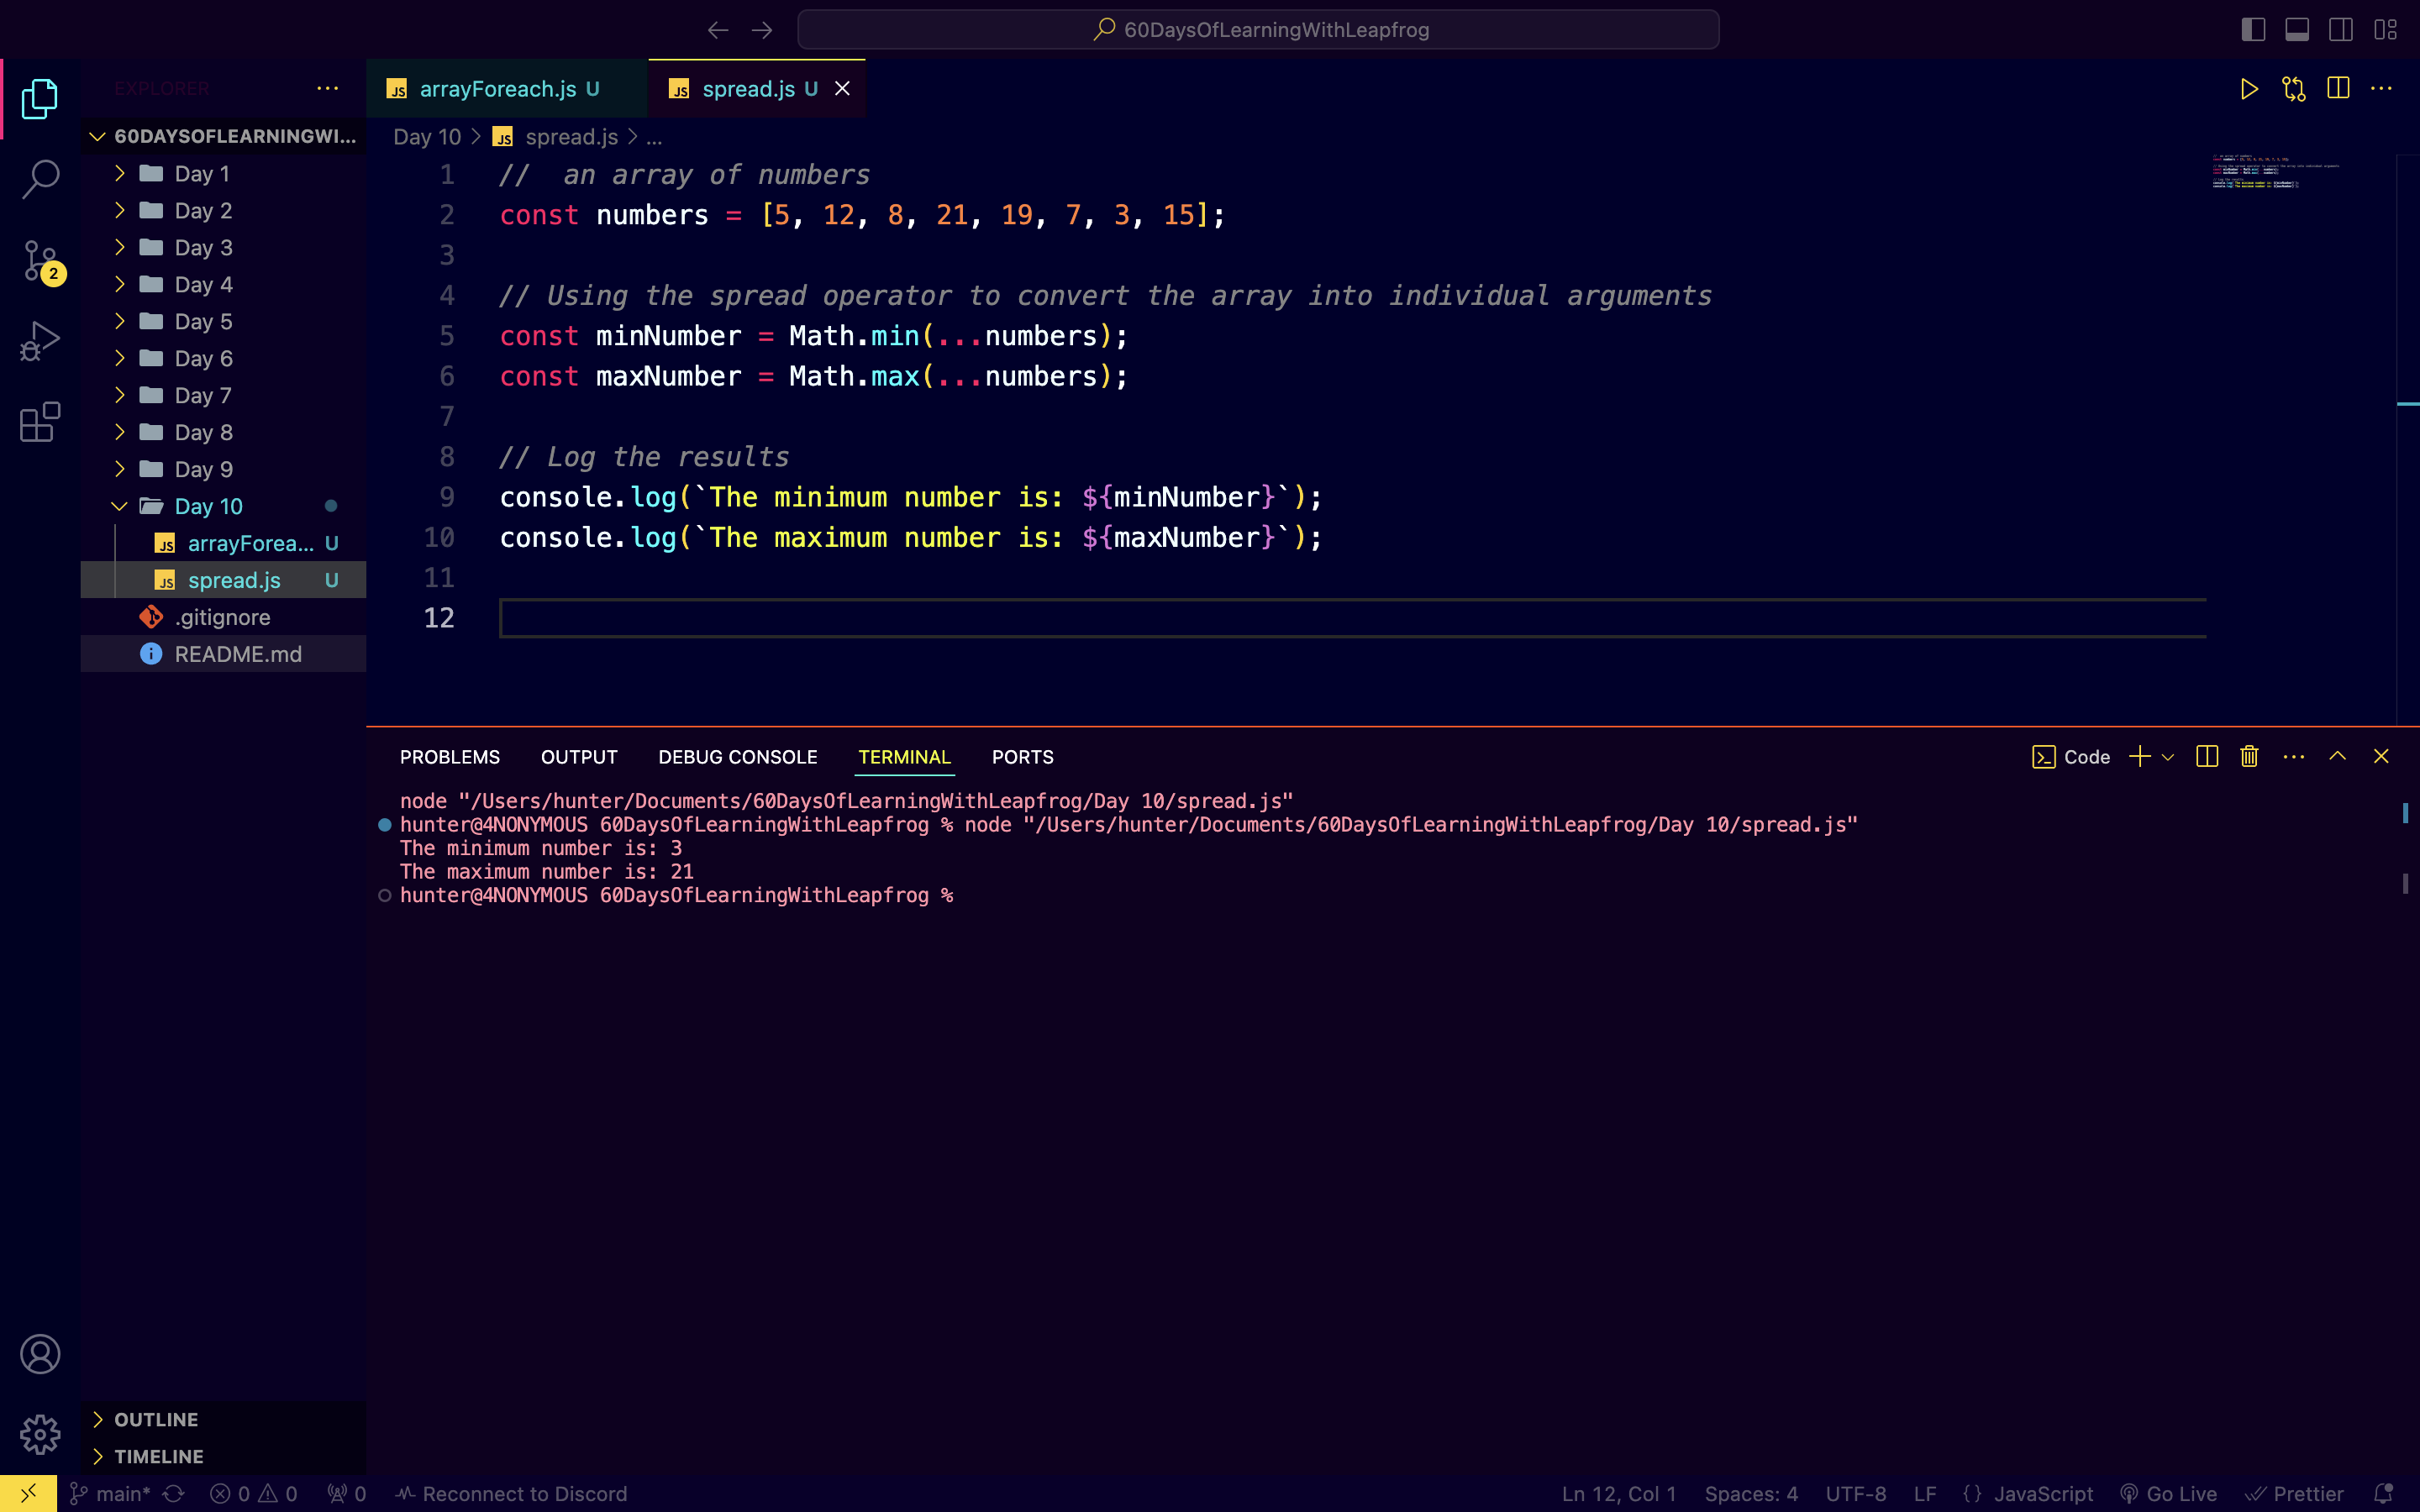 60DaysOfLearningWithLeapfrog
EXPLORER
60DAYSOFLEARNINGWI...
Day 1
Day 2
Day 3
Day 4
Day 5
Day 6
Day 7
Day 8
Day 9
Day 10
JS arrayForea... U
JS spread.js U
.gitignore
README.md
OUTLINE
TIMELINE
2
JS arrayForeach.js U
JS spread.js U
Day 10 > JS spread.js > ...
1 //  an array of numbers
2 const numbers = [5, 12, 8, 21, 19, 7, 3, 15];
3
4 // Using the spread operator to convert the array into individual arguments
5 const minNumber = Math.min(...numbers);
6 const maxNumber = Math.max(...numbers);
7
8 // Log the results
9 console.log(`The minimum number is: ${minNumber}`);
10 console.log(`The maximum number is: ${maxNumber}`);
11
12
PROBLEMS OUTPUT DEBUG CONSOLE TERMINAL PORTS
Code
node "/Users/hunter/Documents/60DaysOfLearningWithLeapfrog/Day 10/spread.js"
hunter@4NONYMOUS 60DaysOfLearningWithLeapfrog % node "/Users/hunter/Documents/60DaysOfLearningWithLeapfrog/Day 10/spread.js"
The minimum number is: 3
The maximum number is: 21
hunter@4NONYMOUS 60DaysOfLearningWithLeapfrog %
main* 0 0 0 Reconnect to Discord
Ln 12, Col 1 Spaces: 4 UTF-8 LF {} JavaScript Go Live Prettier